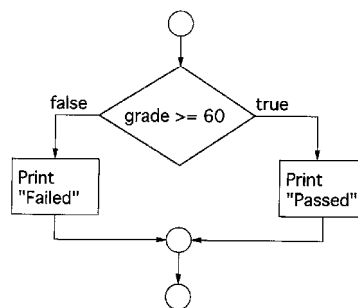 false
grade >= 60
true
Print
"Failed"
Print
"Passed"